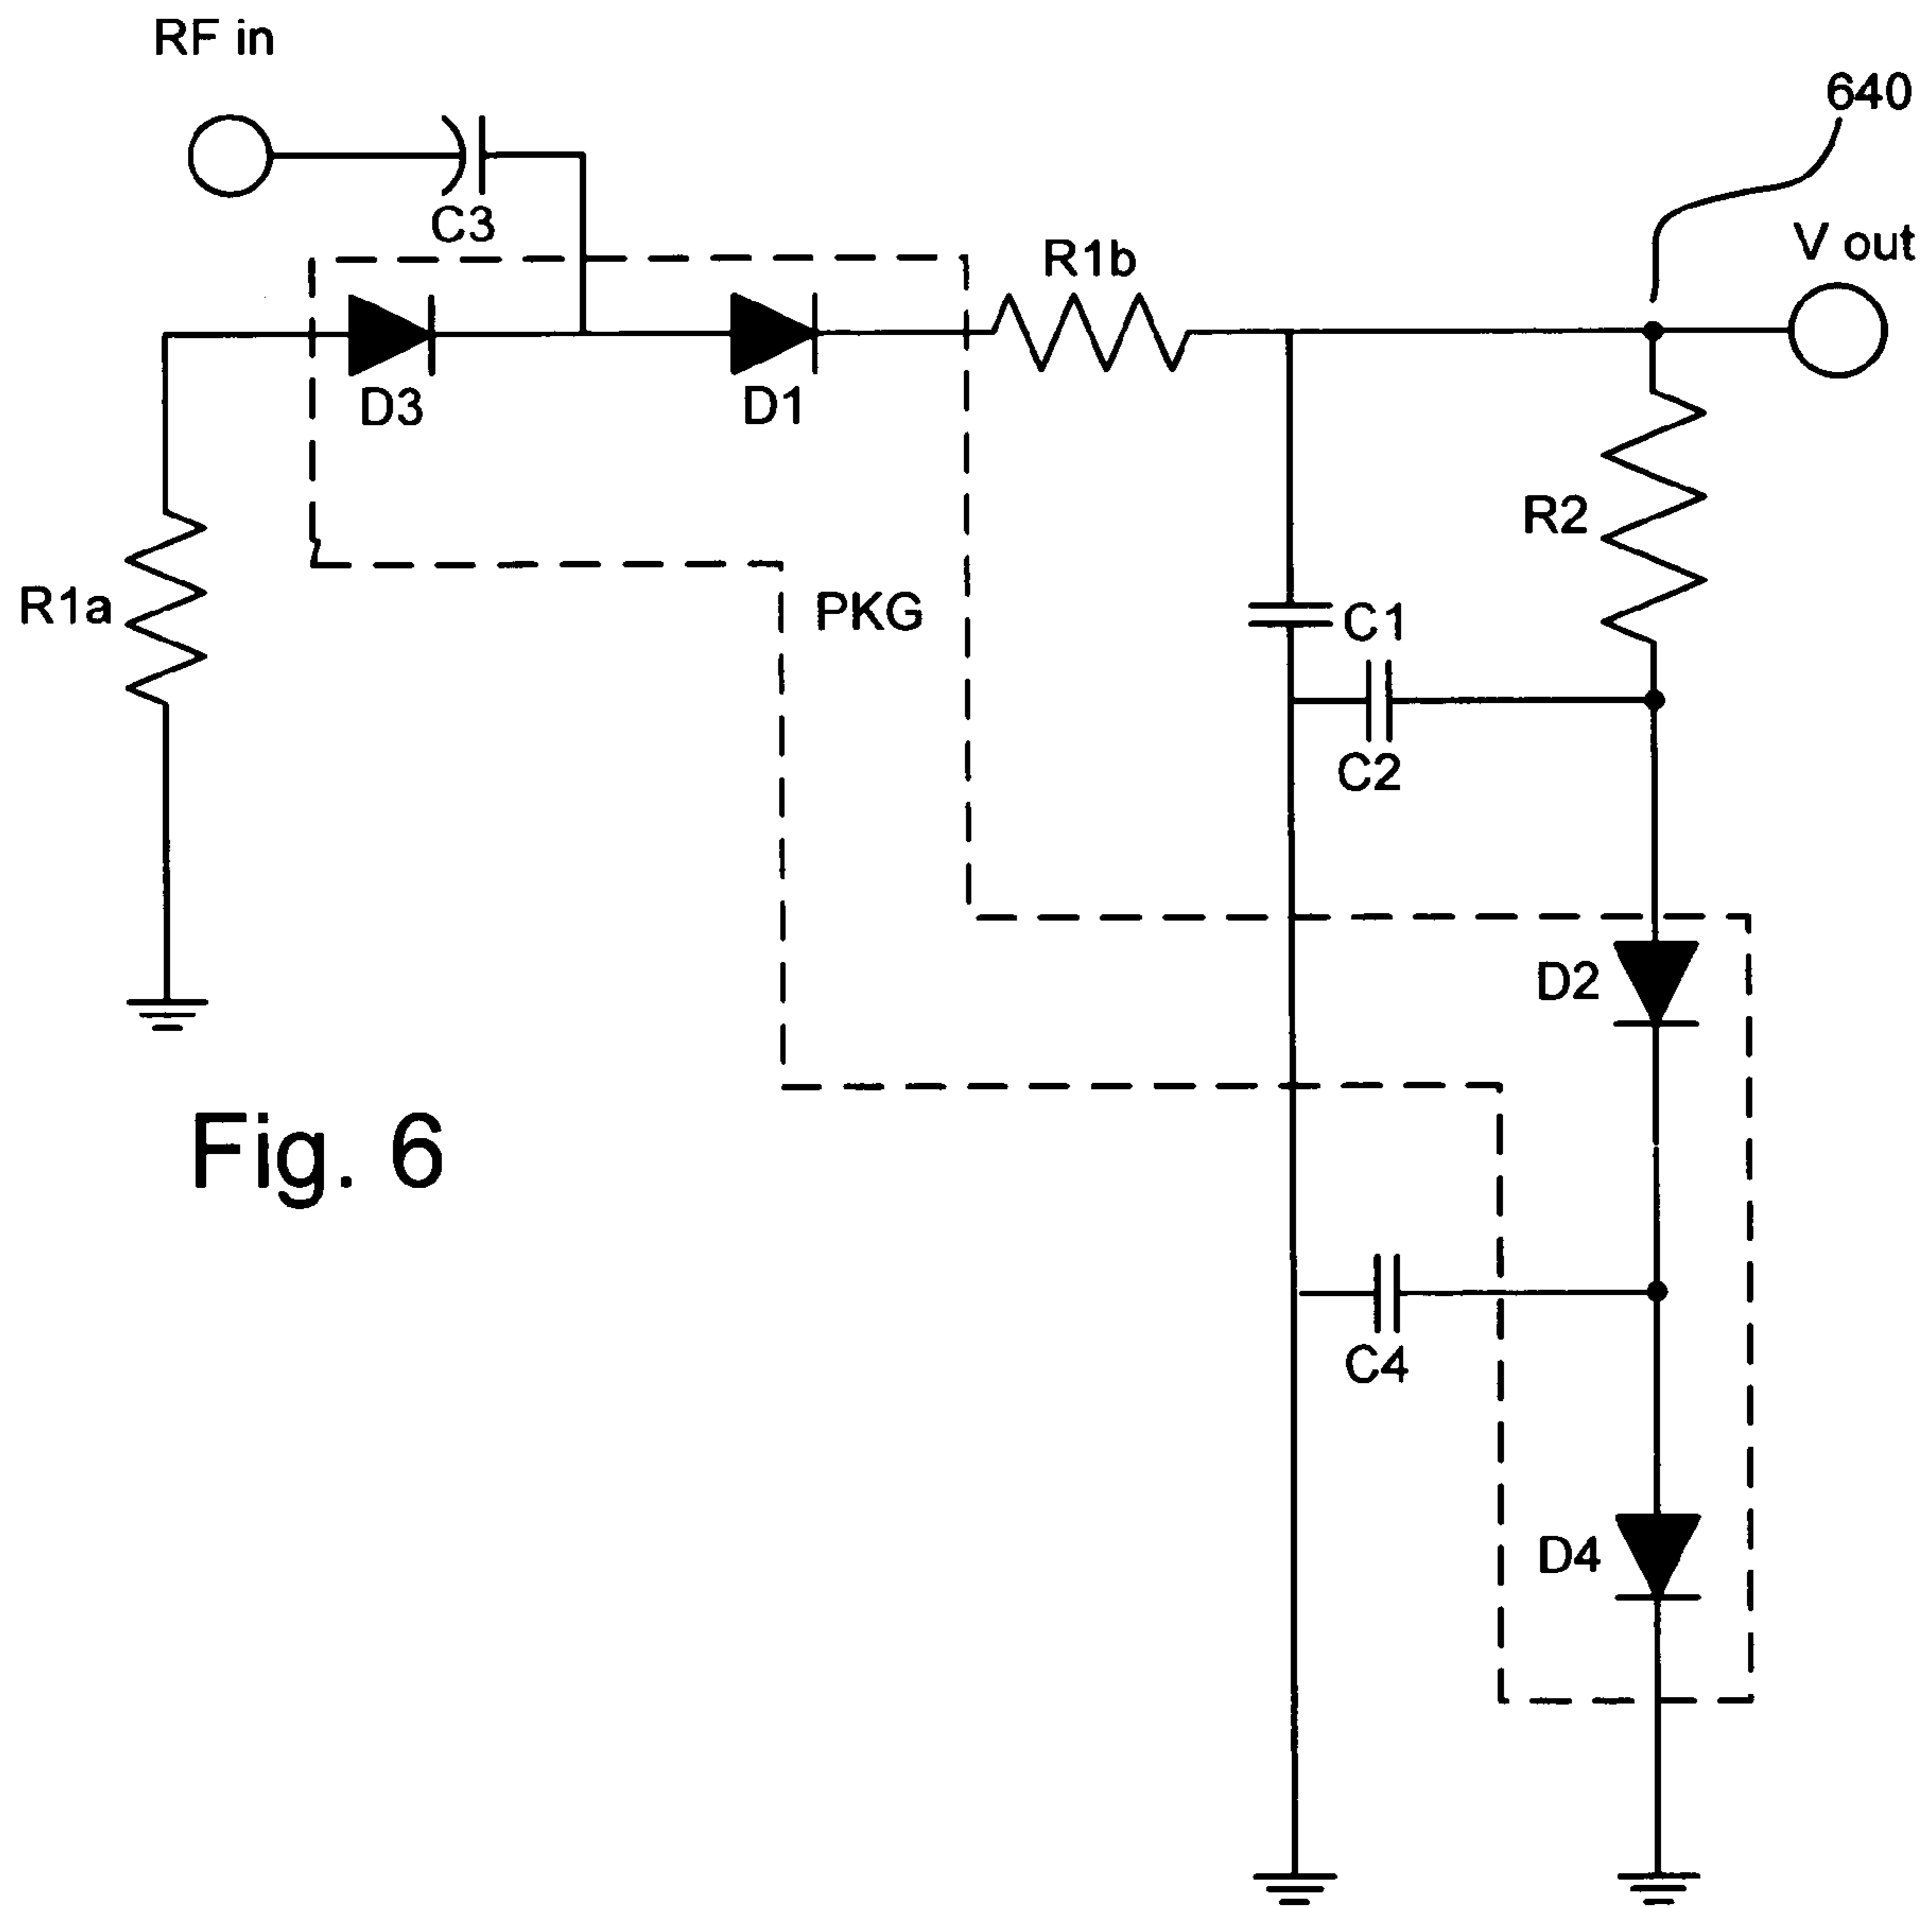 RF in
640
C3
V out
R1b
D3
D1
R2
R1a
PKG
C1
C2
D2
Fig. 6
C4
D4